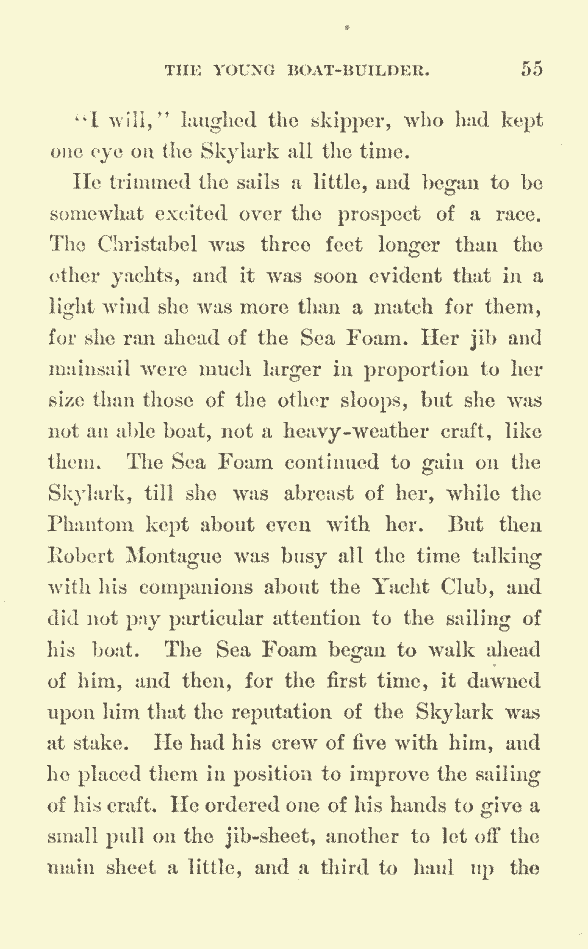 THE YOUNG BOAT-BUILDER. 55
"I will," laughed the skipper, who had kept
one eye on the Skylark all the time.
He trimmed the sails a little, and began to be
somewhat excited over the prospect of a race.
The Christabel was three feet longer than the
other yachts, and it was soon evident that in a
light wind she was more than a match for them,
for she ran ahead of the Sea Foam. Her jib and
mainsail were much larger in proportion to her
size than those of the other sloops, but she was
not an able boat, not a heavy-weather craft, like
them. The Sea Foam continued to gain on the
Skylark, till she was abreast of her, while the
Phantom kept about even with her. But then
Robert Montague was busy all the time talking
with his companions about the Yacht Club, and
did not pay particular attention to the sailing of
his boat. The Sea Foam began to walk ahead
of him, and then, for the first time, it dawned
upon him that the reputation of the Skylark was
at stake. He had his crew of five with him, and
he placed them in position to improve the sailing
of his craft. He ordered one of his hands to give a
small pull on the jib-sheet, another to let off the
main sheet a little, and a third to haul up the